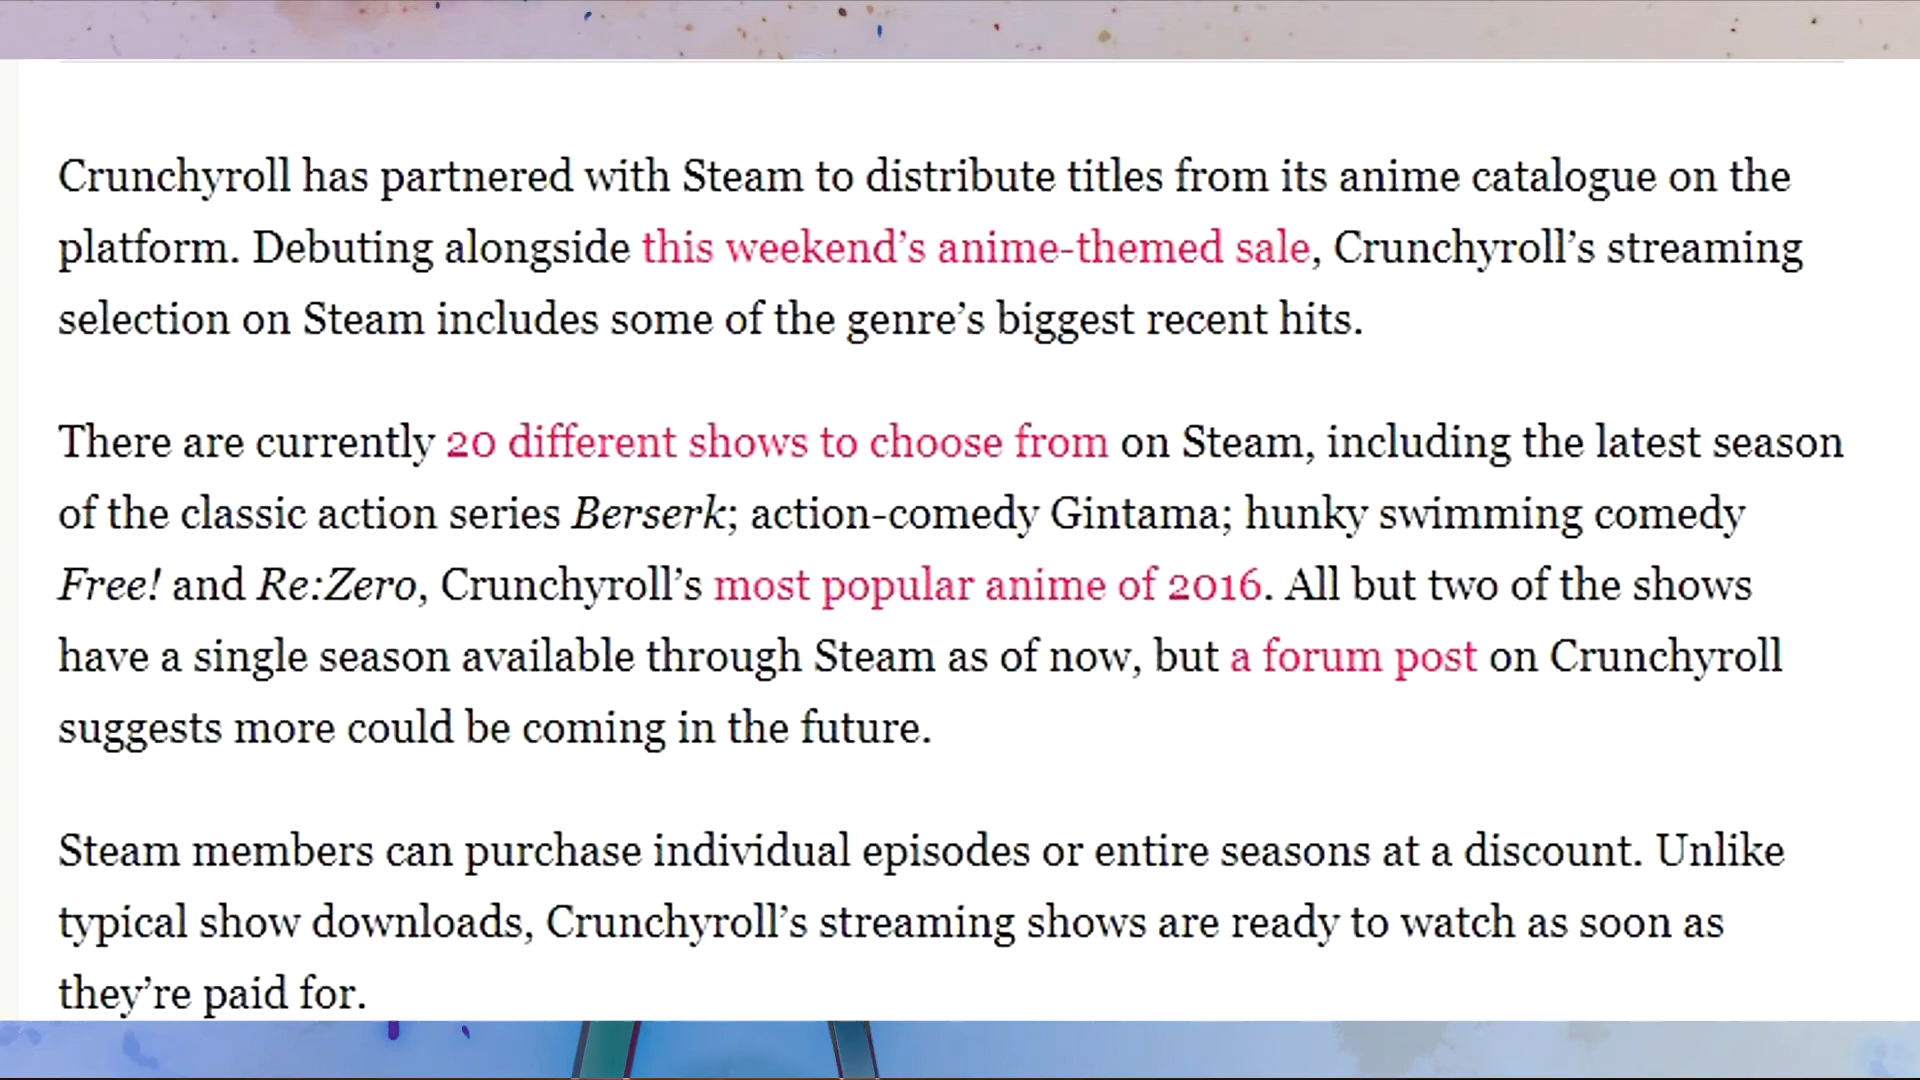 Crunchyroll has partnered with Steam to distribute titles from its anime catalogue on the
platform. Debuting alongside this weekend’s anime-themed sale, Crunchyroll’s streaming
selection on Steam includes some of the genre’s biggest recent hits.
There are currently 20 different shows to choose from on Steam, including the latest season
of the classic action series Berserk; action-comedy Gintama; hunky swimming comedy
Free! and Re:Zero, Crunchyroll’s most popular anime of 2016. All but two of the shows
have a single season available through Steam as of now, but a forum post on Crunchyroll
suggests more could be coming in the future.
Steam members can purchase individual episodes or entire seasons at a discount. Unlike
typical show downloads, Crunchyroll’s streaming shows are ready to watch as soon as
they’re paid for.